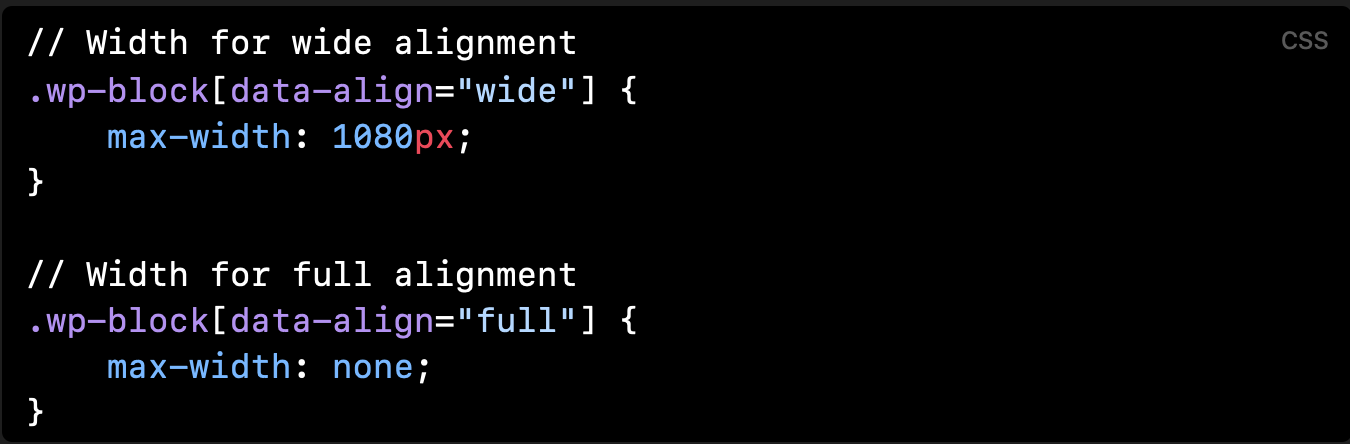 CSS
// Width for wide alignment
.wp-block[data-align="wide"] {
    max-width: 1080px;
}

// Width for full alignment
.wp-block[data-align="full"] {
    max-width: none;
}